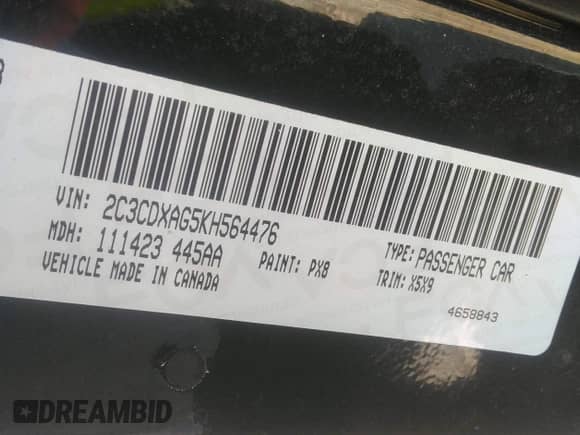 VIN: 2C3CDXAG5KH564476
MDH: 111423 445AA
PAINT: PX8
TYPE: PASSENGER CAR
TRIM: X5X9
VEHICLE MADE IN CANADA
4658843
DREAMBID